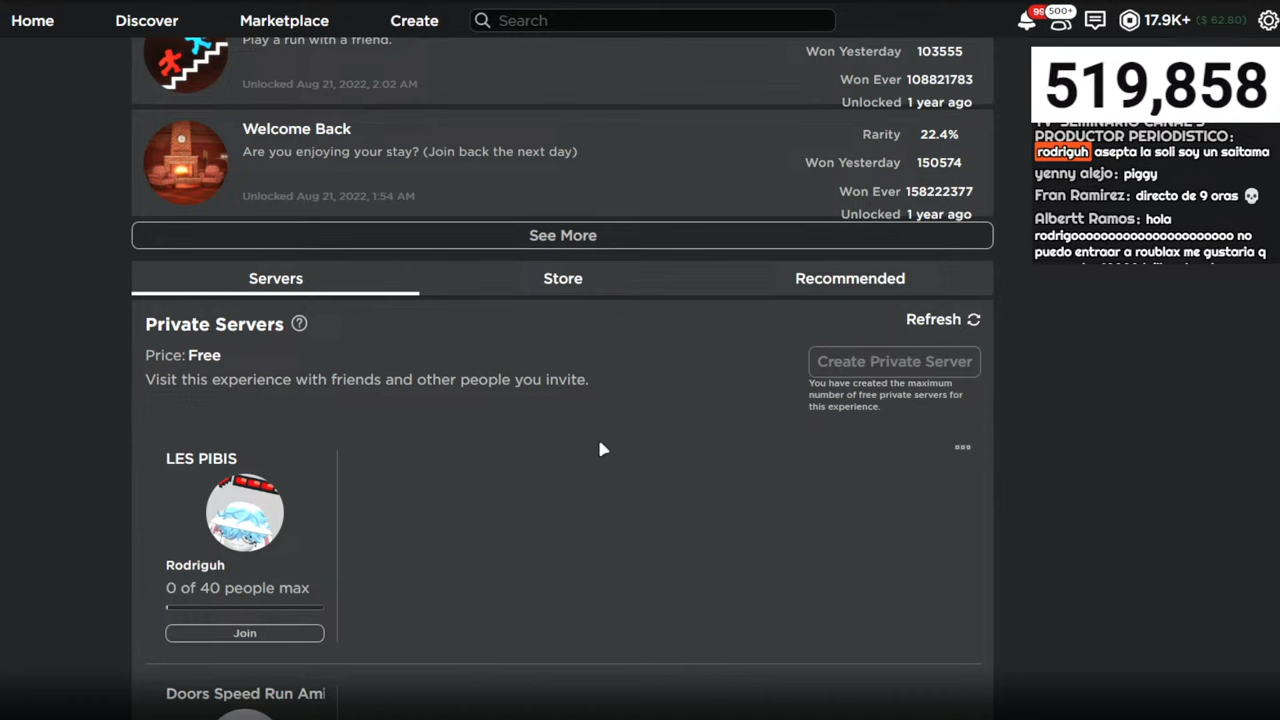 Home Discover Marketplace Create Search 99 500+ 17.9K+ ($ 62.80)
Play a run with a friend.
Won Yesterday 103555
Won Ever 108821783
Unlocked Aug 21, 2022, 2:02 AM
Unlocked 1 year ago
Welcome Back
Are you enjoying your stay? (Join back the next day)
Rarity 22.4%
Won Yesterday 150574
Won Ever 158222377
Unlocked Aug 21, 2022, 1:54 AM
Unlocked 1 year ago
See More
Servers Store Recommended
Private Servers ?
Refresh
Price: Free
Visit this experience with friends and other people you invite.
Create Private Server
You have created the maximum
number of free private servers for
this experience.
LES PIBIS
Rodriguh
0 of 40 people max
Join
Doors Speed Run Ami
519,858
PRODUCTOR PERIODISTICO:
rodriguh asepta la soli soy un saitama
yenny alejo: piggy
Fran Ramirez: directo de 9 oras 💀
Albertt Ramos: hola
rodrigooooooooooooooooooooo no
puedo entraar a roublax me gustaria q